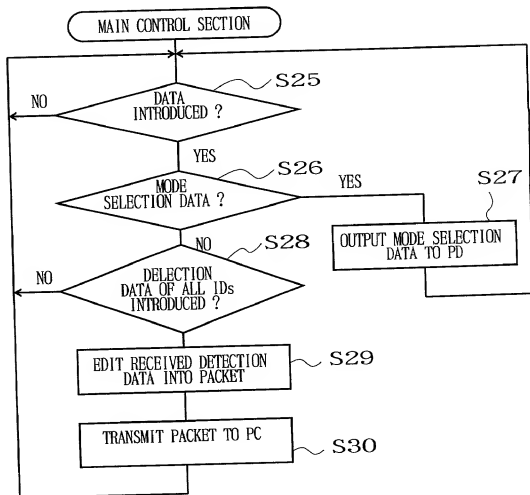 MAIN CONTROL SECTION
S25
DATA
INTRODUCED ?
NO
YES
S26
MODE
SELECTION DATA ?
YES
S27
OUTPUT MODE SELECTION
DATA TO PD
NO
S28
DELECTION
DATA OF ALL IDs
INTRODUCED ?
NO
EDIT RECEIVED DETECTION
DATA INTO PACKET
S29
TRANSMIT PACKET TO PC
S30